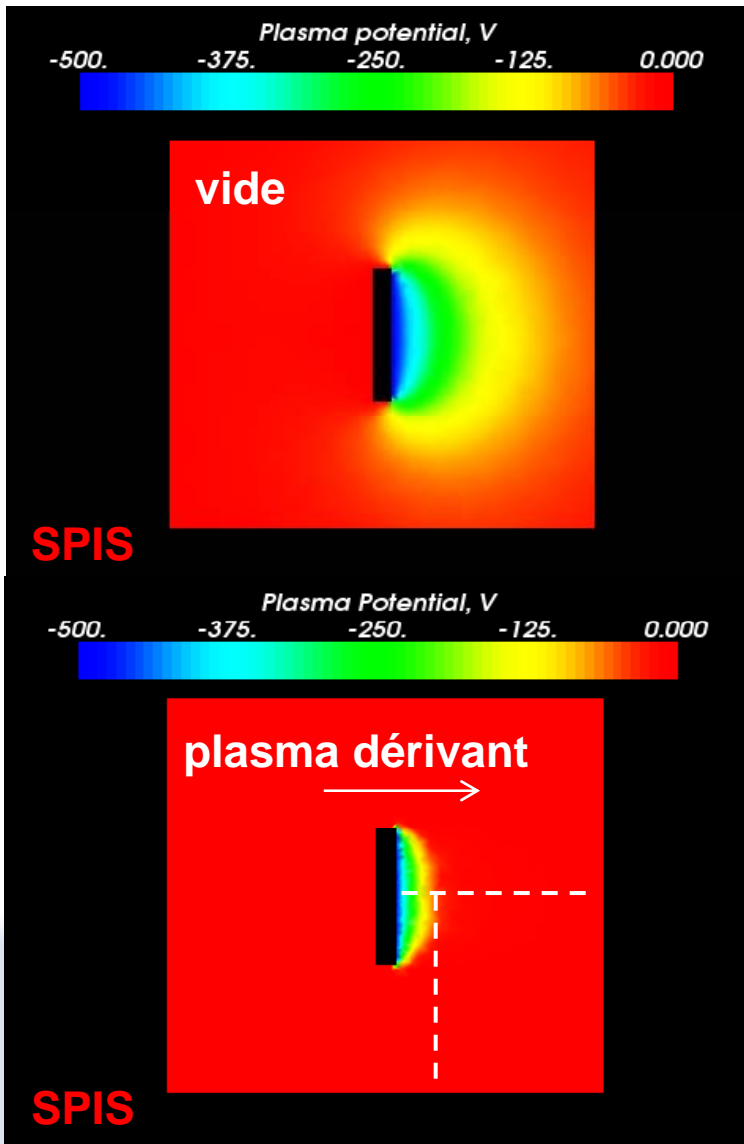 Plasma potential, V
-500. -375. -250. -125. 0.000
vide
SPIS
Plasma Potential, V
-500. -375. -250. -125. 0.000
plasma dérivant
SPIS